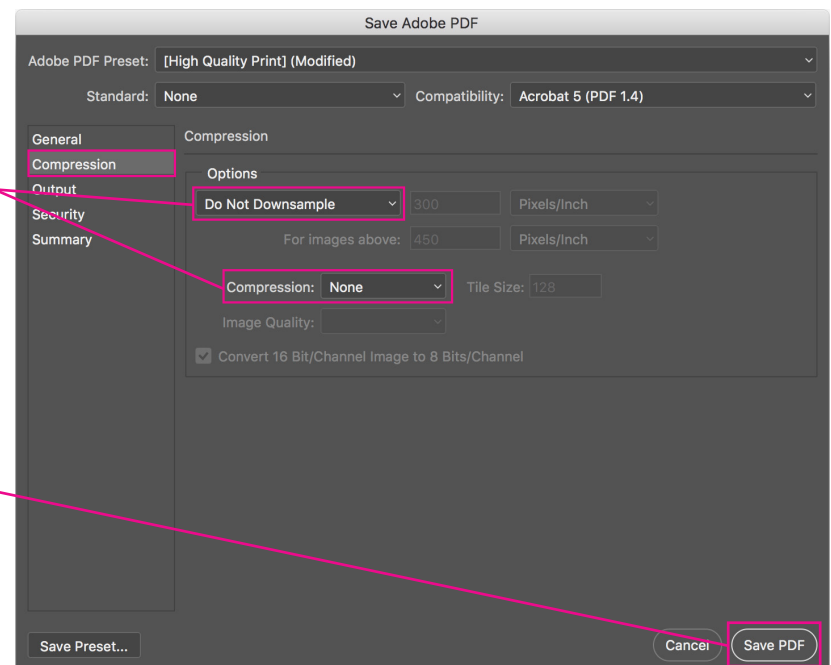 Save Adobe PDF
Adobe PDF Preset: [High Quality Print] (Modified)
Standard: None Compatibility: Acrobat 5 (PDF 1.4)
General
Compression
Output
Security
Summary
Compression
Options
Do Not Downsample 300 Pixels/Inch
For images above: 450 Pixels/Inch
Compression: None Tile Size: 128
Image Quality:
Convert 16 Bit/Channel Image to 8 Bits/Channel
Save Preset... Cancel Save PDF